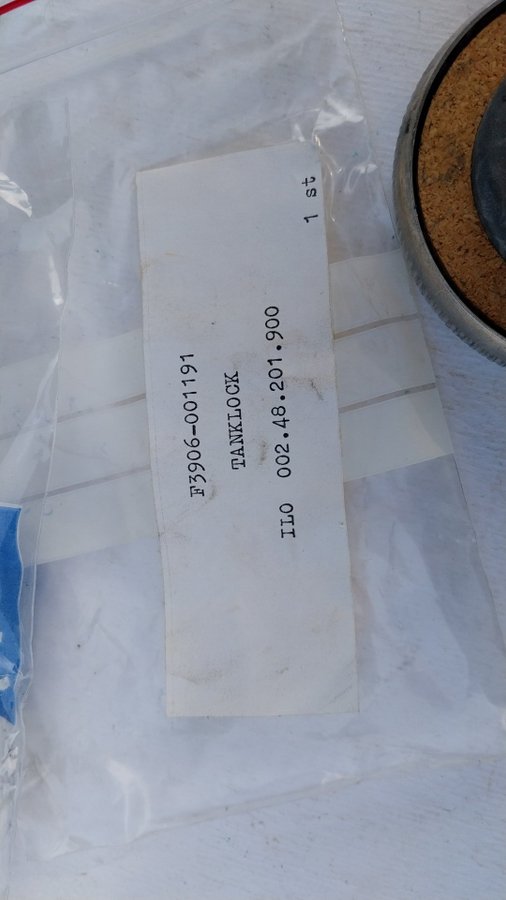 F3906-001191
TANKLOCK
ILO 002.48.201.900
1 st